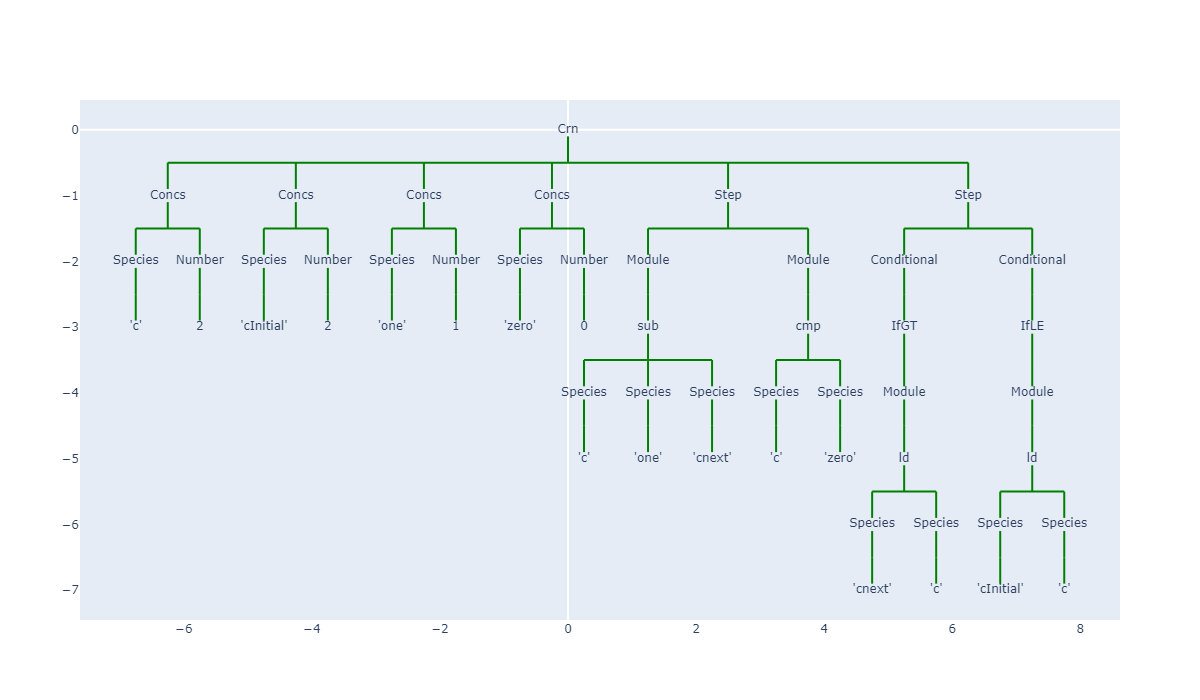 0 Crn
−1 Concs Concs Concs Concs Step Step
−2 Species Number Species Number Species Number Species Number Module Module Conditional Conditional
−3 'c' 2 'cInitial' 2 'one' 1 'zero' 0 sub cmp IfGT IfLE
−4 Species Species Species Species Species Module Module
−5 'c' 'one' 'cnext' 'c' 'zero' ld ld
−6 Species Species Species Species
−7 'cnext' 'c' 'cInitial' 'c'
−6 −4 −2 0 2 4 6 8